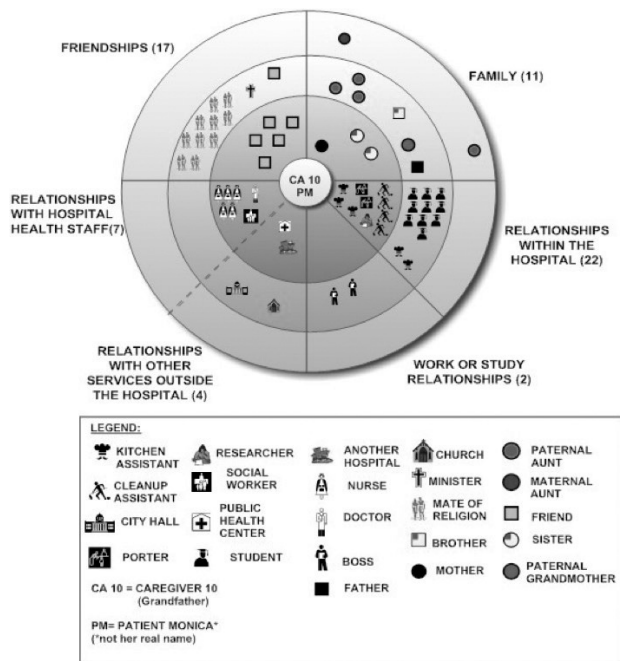 FRIENDSHIPS (17)
FAMILY (11)
CA 10
PM
RELATIONSHIPS
WITH HOSPITAL
HEALTH STAFF(7)
RELATIONSHIPS
WITHIN THE
HOSPITAL (22)
RELATIONSHIPS
WITH OTHER
SERVICES OUTSIDE
THE HOSPITAL (4)
WORK OR STUDY
RELATIONSHIPS (2)
LEGEND:
KITCHEN
ASSISTANT
CLEANUP
ASSISTANT
CITY HALL
PORTER
RESEARCHER
SOCIAL
WORKER
PUBLIC
HEALTH
CENTER
STUDENT
ANOTHER
HOSPITAL
NURSE
DOCTOR
BOSS
FATHER
CHURCH
MINISTER
MATE OF
RELIGION
BROTHER
MOTHER
PATERNAL
AUNT
MATERNAL
AUNT
FRIEND
SISTER
PATERNAL
GRANDMOTHER
CA 10 = CAREGIVER 10
(Grandfather)
PM= PATIENT MONICA*
(*not her real name)